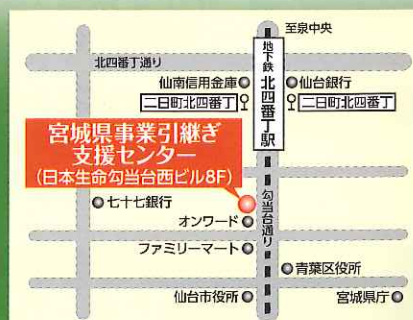 至泉中央
北四番丁通り
地下鉄 北四番丁駅
仙南信用金庫
仙台銀行
二日町北四番丁
二日町北四番丁
宮城県事業引継ぎ
支援センター
(日本生命勾当台西ビル8F)
七十七銀行
勾当台通り
オンワード
ファミリーマート
青葉区役所
仙台市役所
宮城県庁